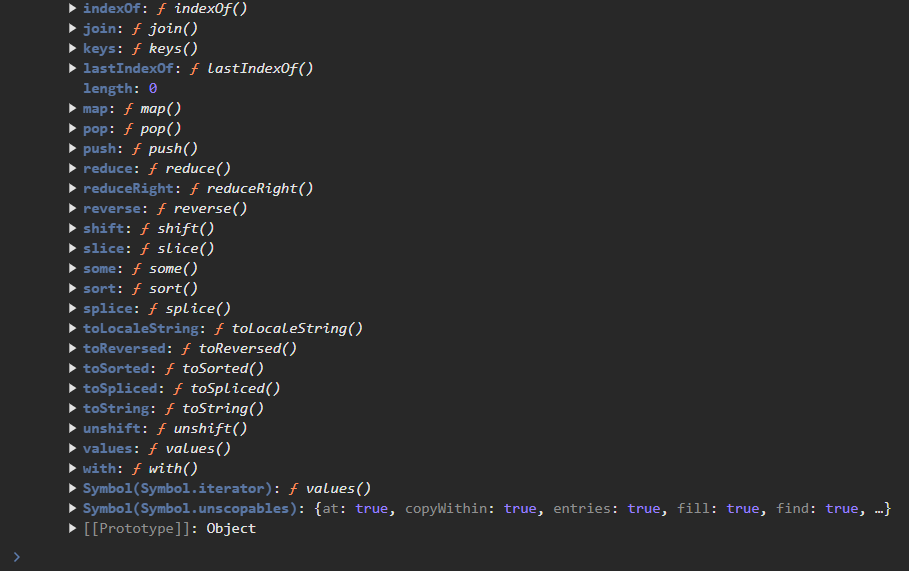 indexOf: ƒ indexOf()
join: ƒ join()
keys: ƒ keys()
lastIndexOf: ƒ lastIndexOf()
length: 0
map: ƒ map()
pop: ƒ pop()
push: ƒ push()
reduce: ƒ reduce()
reduceRight: ƒ reduceRight()
reverse: ƒ reverse()
shift: ƒ shift()
slice: ƒ slice()
some: ƒ some()
sort: ƒ sort()
splice: ƒ splice()
toLocaleString: ƒ toLocaleString()
toReversed: ƒ toReversed()
toSorted: ƒ toSorted()
toSpliced: ƒ toSpliced()
toString: ƒ toString()
unshift: ƒ unshift()
values: ƒ values()
with: ƒ with()
Symbol(Symbol.iterator): ƒ values()
Symbol(Symbol.unscopables): {at: true, copyWithin: true, entries: true, fill: true, find: true, …}
[[Prototype]]: Object